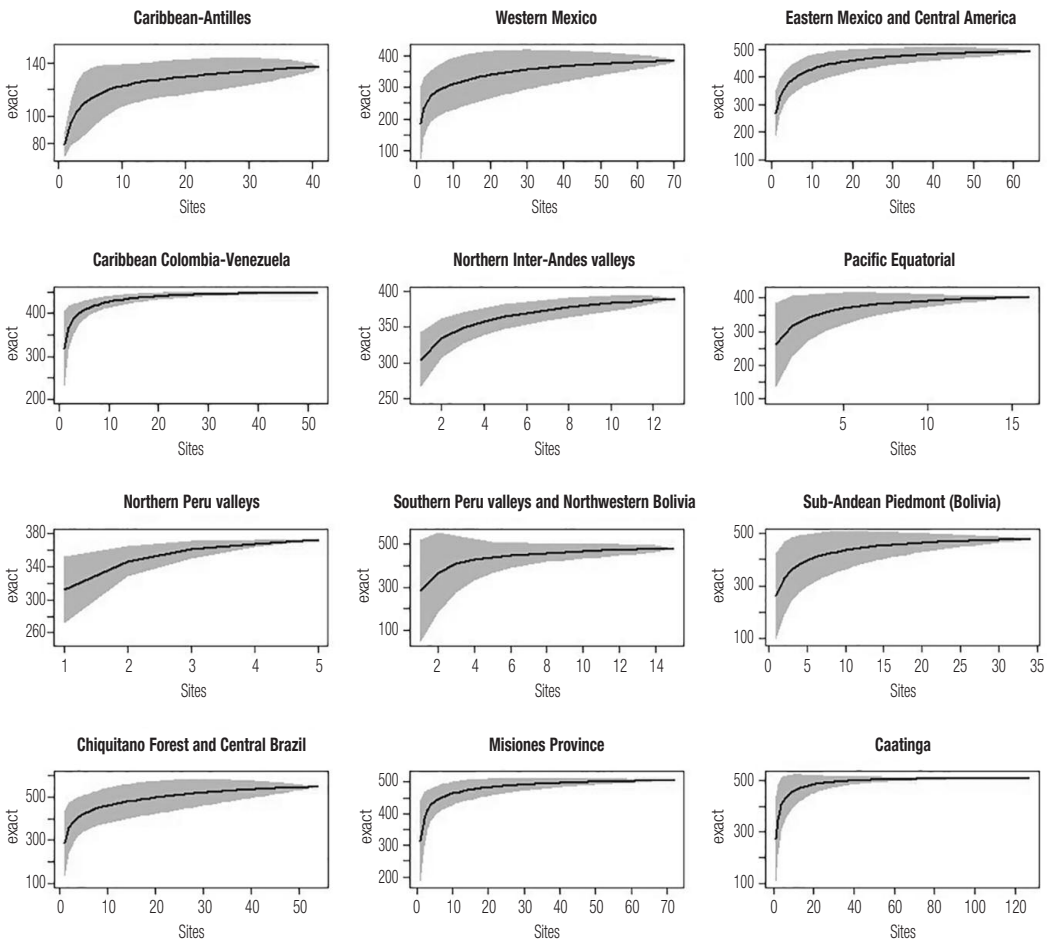 Caribbean-Antilles
exact
140
100
80
0 10 20 30 40
Sites
Western Mexico
exact
400
300
200
100
0 10 20 30 40 50 60 70
Sites
Eastern Mexico and Central America
exact
500
400
300
200
100
0 10 20 30 40 50 60
Sites
Caribbean Colombia-Venezuela
exact
400
300
200
0 10 20 30 40 50
Sites
Northern Inter-Andes valleys
exact
400
350
300
250
2 4 6 8 10 12
Sites
Pacific Equatorial
exact
400
300
200
100
5 10 15
Sites
Northern Peru valleys
exact
380
340
300
260
1 2 3 4 5
Sites
Southern Peru valleys and Northwestern Bolivia
exact
500
300
100
2 4 6 8 10 12 14
Sites
Sub-Andean Piedmont (Bolivia)
exact
500
300
100
0 5 10 15 20 25 30 35
Sites
Chiquitano Forest and Central Brazil
exact
500
300
100
0 10 20 30 40 50
Sites
Misiones Province
exact
500
400
300
200
0 10 20 30 40 50 60 70
Sites
Caatinga
exact
500
300
100
0 20 40 60 80 100 120
Sites